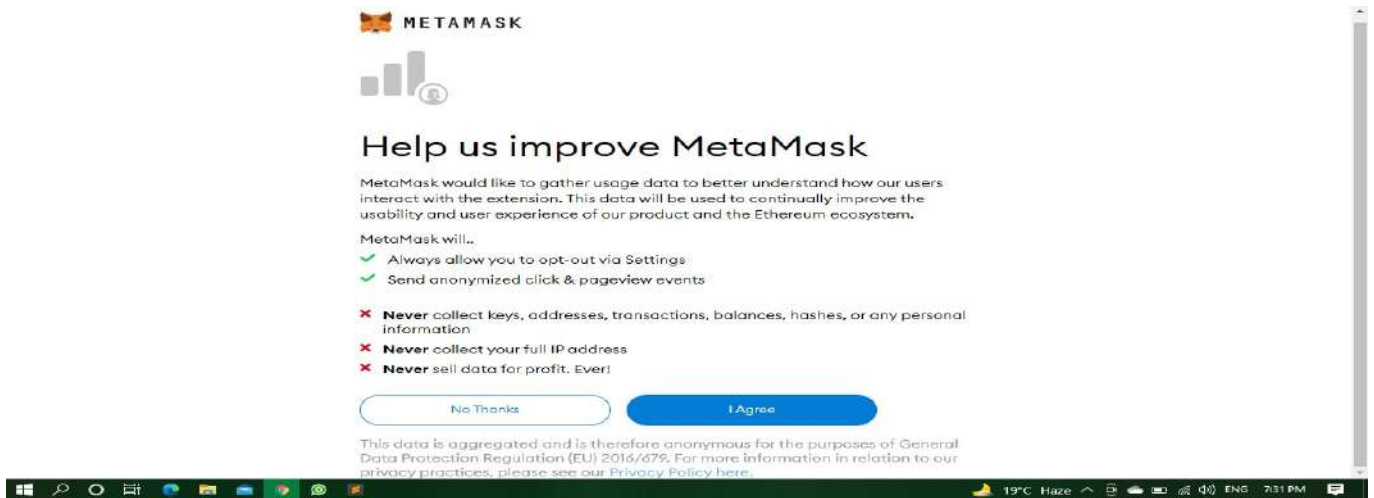 METAMASK
Help us improve MetaMask
MetaMask would like to gather usage data to better understand how our users
interact with the extension. This data will be used to continually improve the
usability and user experience of our product and the Ethereum ecosystem.
MetaMask will..
Always allow you to opt-out via Settings
Send anonymized click & pageview events
Never collect keys, addresses, transactions, balances, hashes, or any personal
information
Never collect your full IP address
Never sell data for profit. Ever!
No Thanks
I Agree
This data is aggregated and is therefore anonymous for the purposes of General
Data Protection Regulation (EU) 2016/679. For more information in relation to our
privacy practices, please see our Privacy Policy here.
19°C Haze ENG 7:31 PM